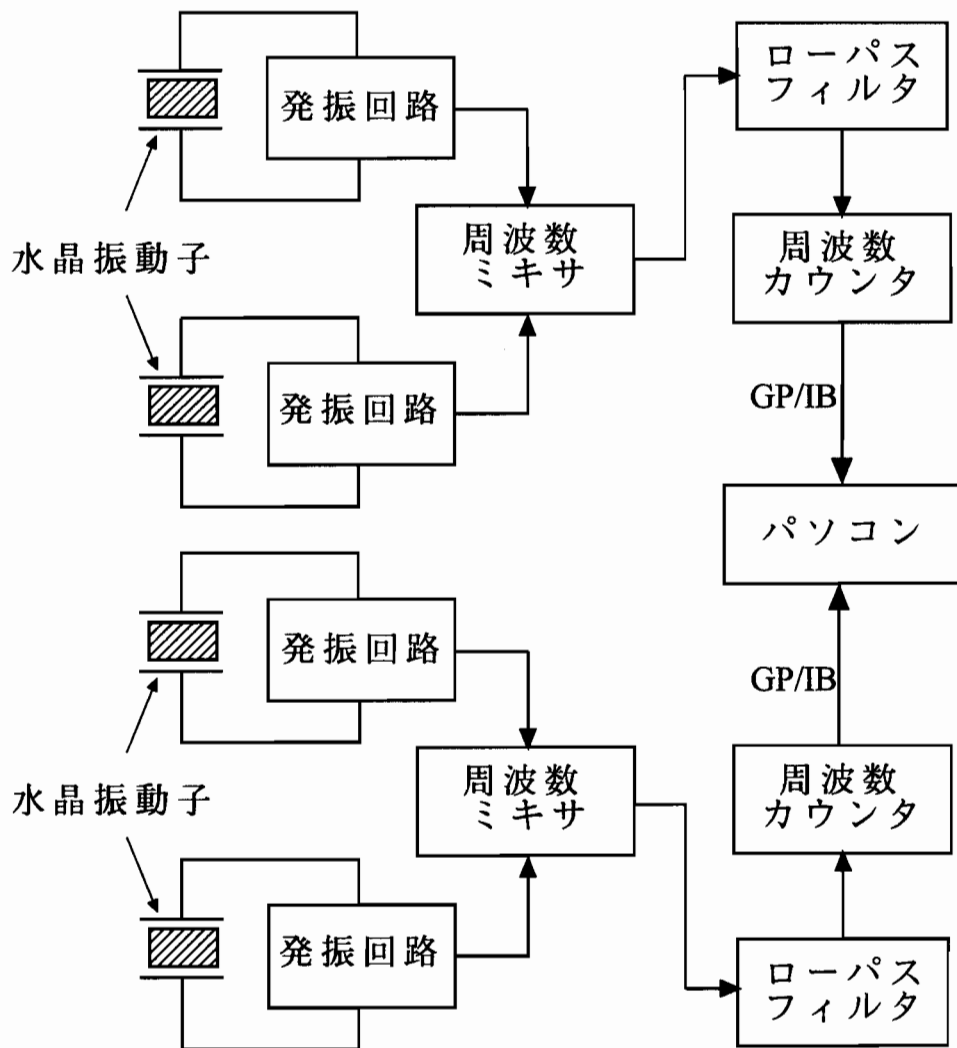 発振回路
ローパス
フィルタ
水晶振動子
周波数
ミキサ
周波数
カウンタ
発振回路
GP/IB
パソコン
発振回路
GP/IB
水晶振動子
周波数
ミキサ
周波数
カウンタ
発振回路
ローパス
フィルタ